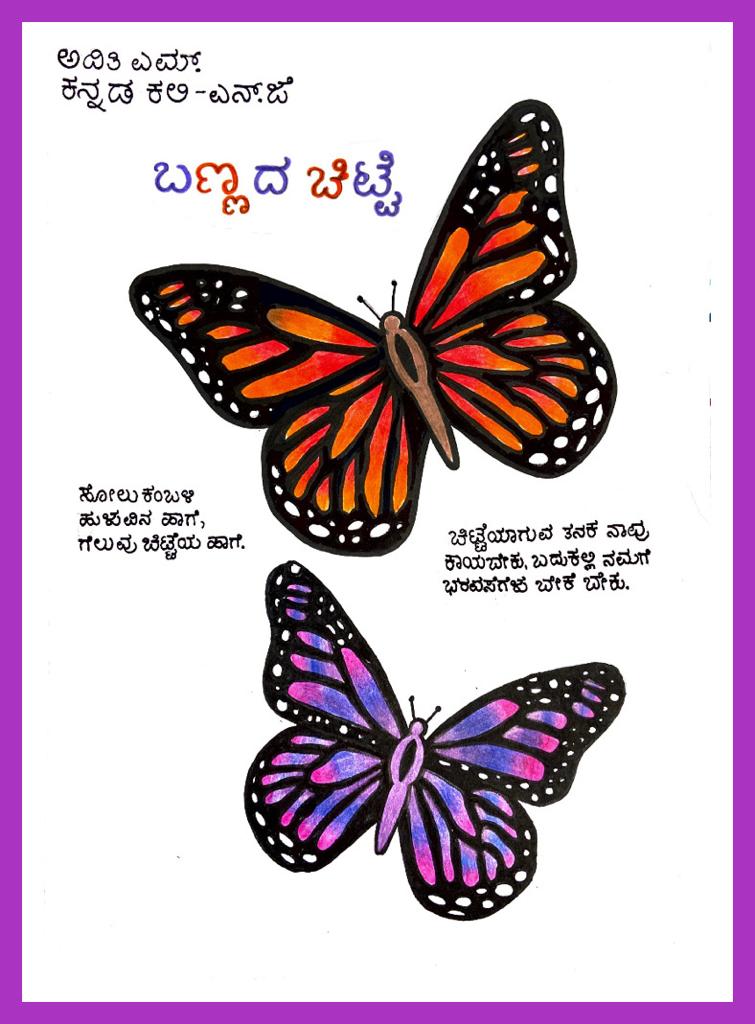 ಅದಿತಿ ಎಮ್.
ಕನ್ನಡ ಕಲಿ - ಎನ್.ಜೆ
ಬಣ್ಣದ ಚಿಟ್ಟೆ
ಸೋಲು ಕಂಬಳಿ
ಹುಳುವಿನ ಹಾಗೆ,
ಗೆಲುವು ಚಿಟ್ಟೆಯ ಹಾಗೆ.
ಚಿಟ್ಟೆಯಾಗುವ ತನಕ ನಾವು
ಕಾಯಬೇಕು, ಬದುಕಲ್ಲಿ ನಮಗೆ
ಭರವಸೆಗಳು ಬೇಕೆ ಬೇಕು.